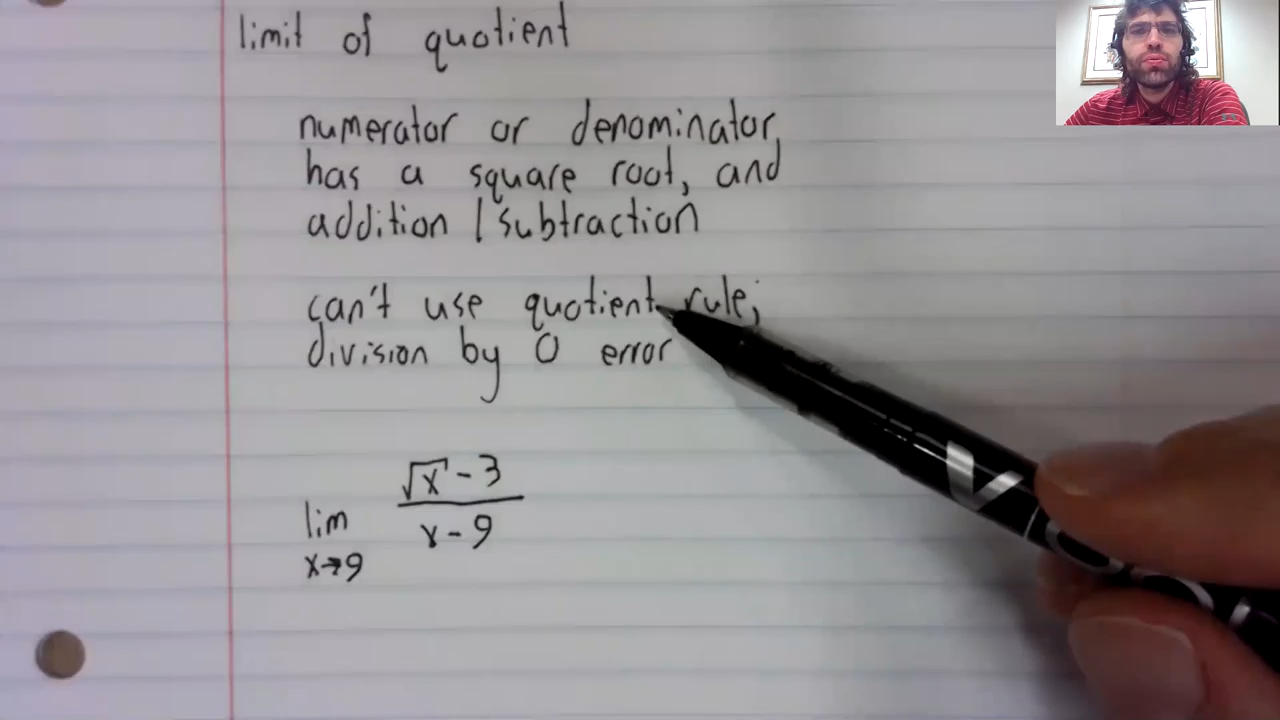 limit of quotient
numerator or denominator
has a square root, and
addition / subtraction
can't use quotient rule;
division by 0 error
lim x→9 (√x - 3)/(x - 9)